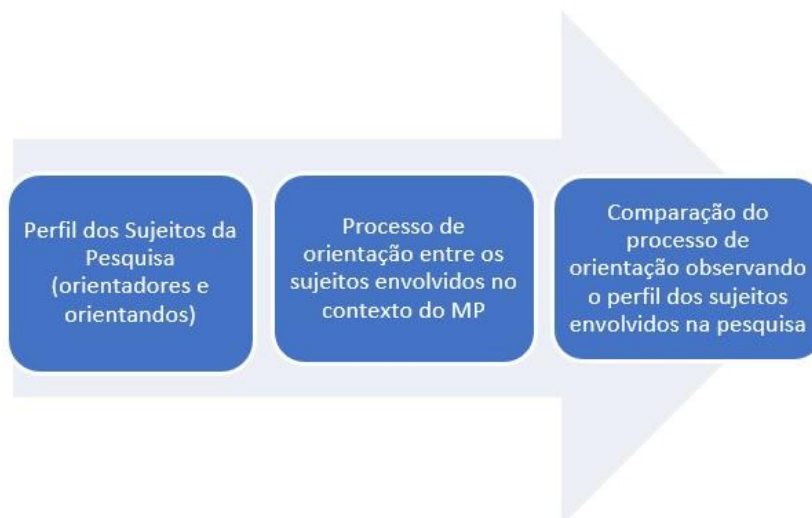 Perfil dos Sujeitos da
Pesquisa
(orientadores e
orientandos)
Processo de
orientação entre os
sujeitos envolvidos no
contexto do MP
Comparação do
processo de
orientação observando
o perfil dos sujeitos
envolvidos na pesquisa